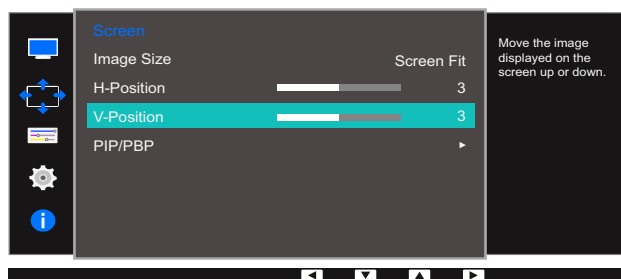 Screen
Image Size Screen Fit
H-Position 3
V-Position 3
PIP/PBP
Move the image
displayed on the
screen up or down.